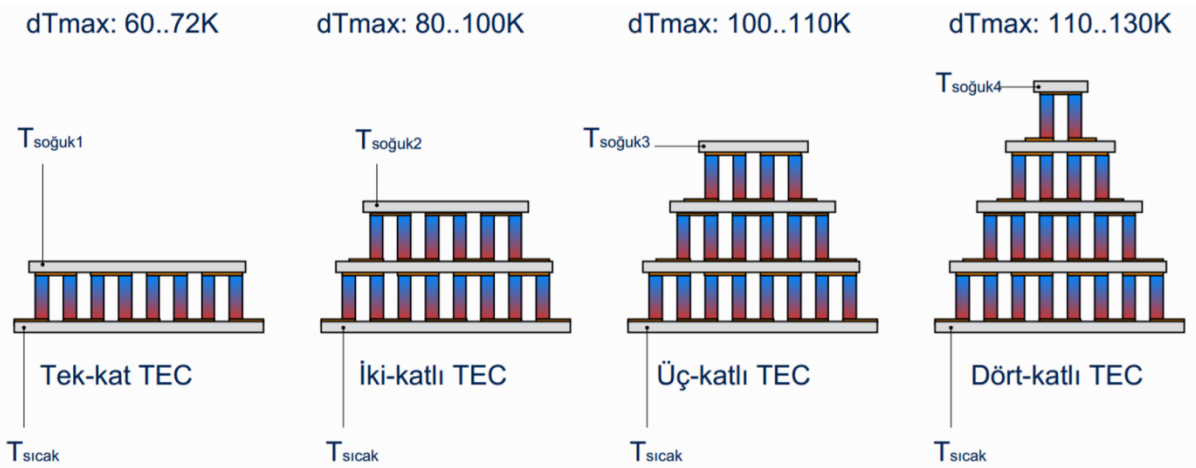 dTmax: 60..72K
dTmax: 80..100K
dTmax: 100..110K
dTmax: 110..130K
Tsoğuk4
Tsoğuk1
Tsoğuk2
Tsoğuk3
Tek-kat TEC
İki-katlı TEC
Üç-katlı TEC
Dört-katlı TEC
Tsıcak
Tsıcak
Tsıcak
Tsıcak